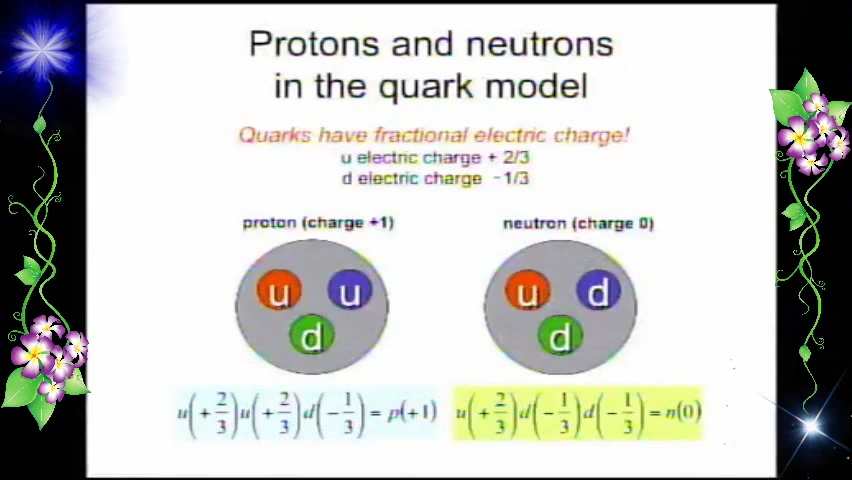 Protons and neutrons
in the quark model
Quarks have fractional electric charge!
u electric charge + 2/3
d electric charge -1/3
proton (charge +1) neutron (charge 0)
u u u d
d d
u(+2/3)u(+2/3)d(-1/3) = p(+1) u(+2/3)d(-1/3)d(-1/3) = n(0)